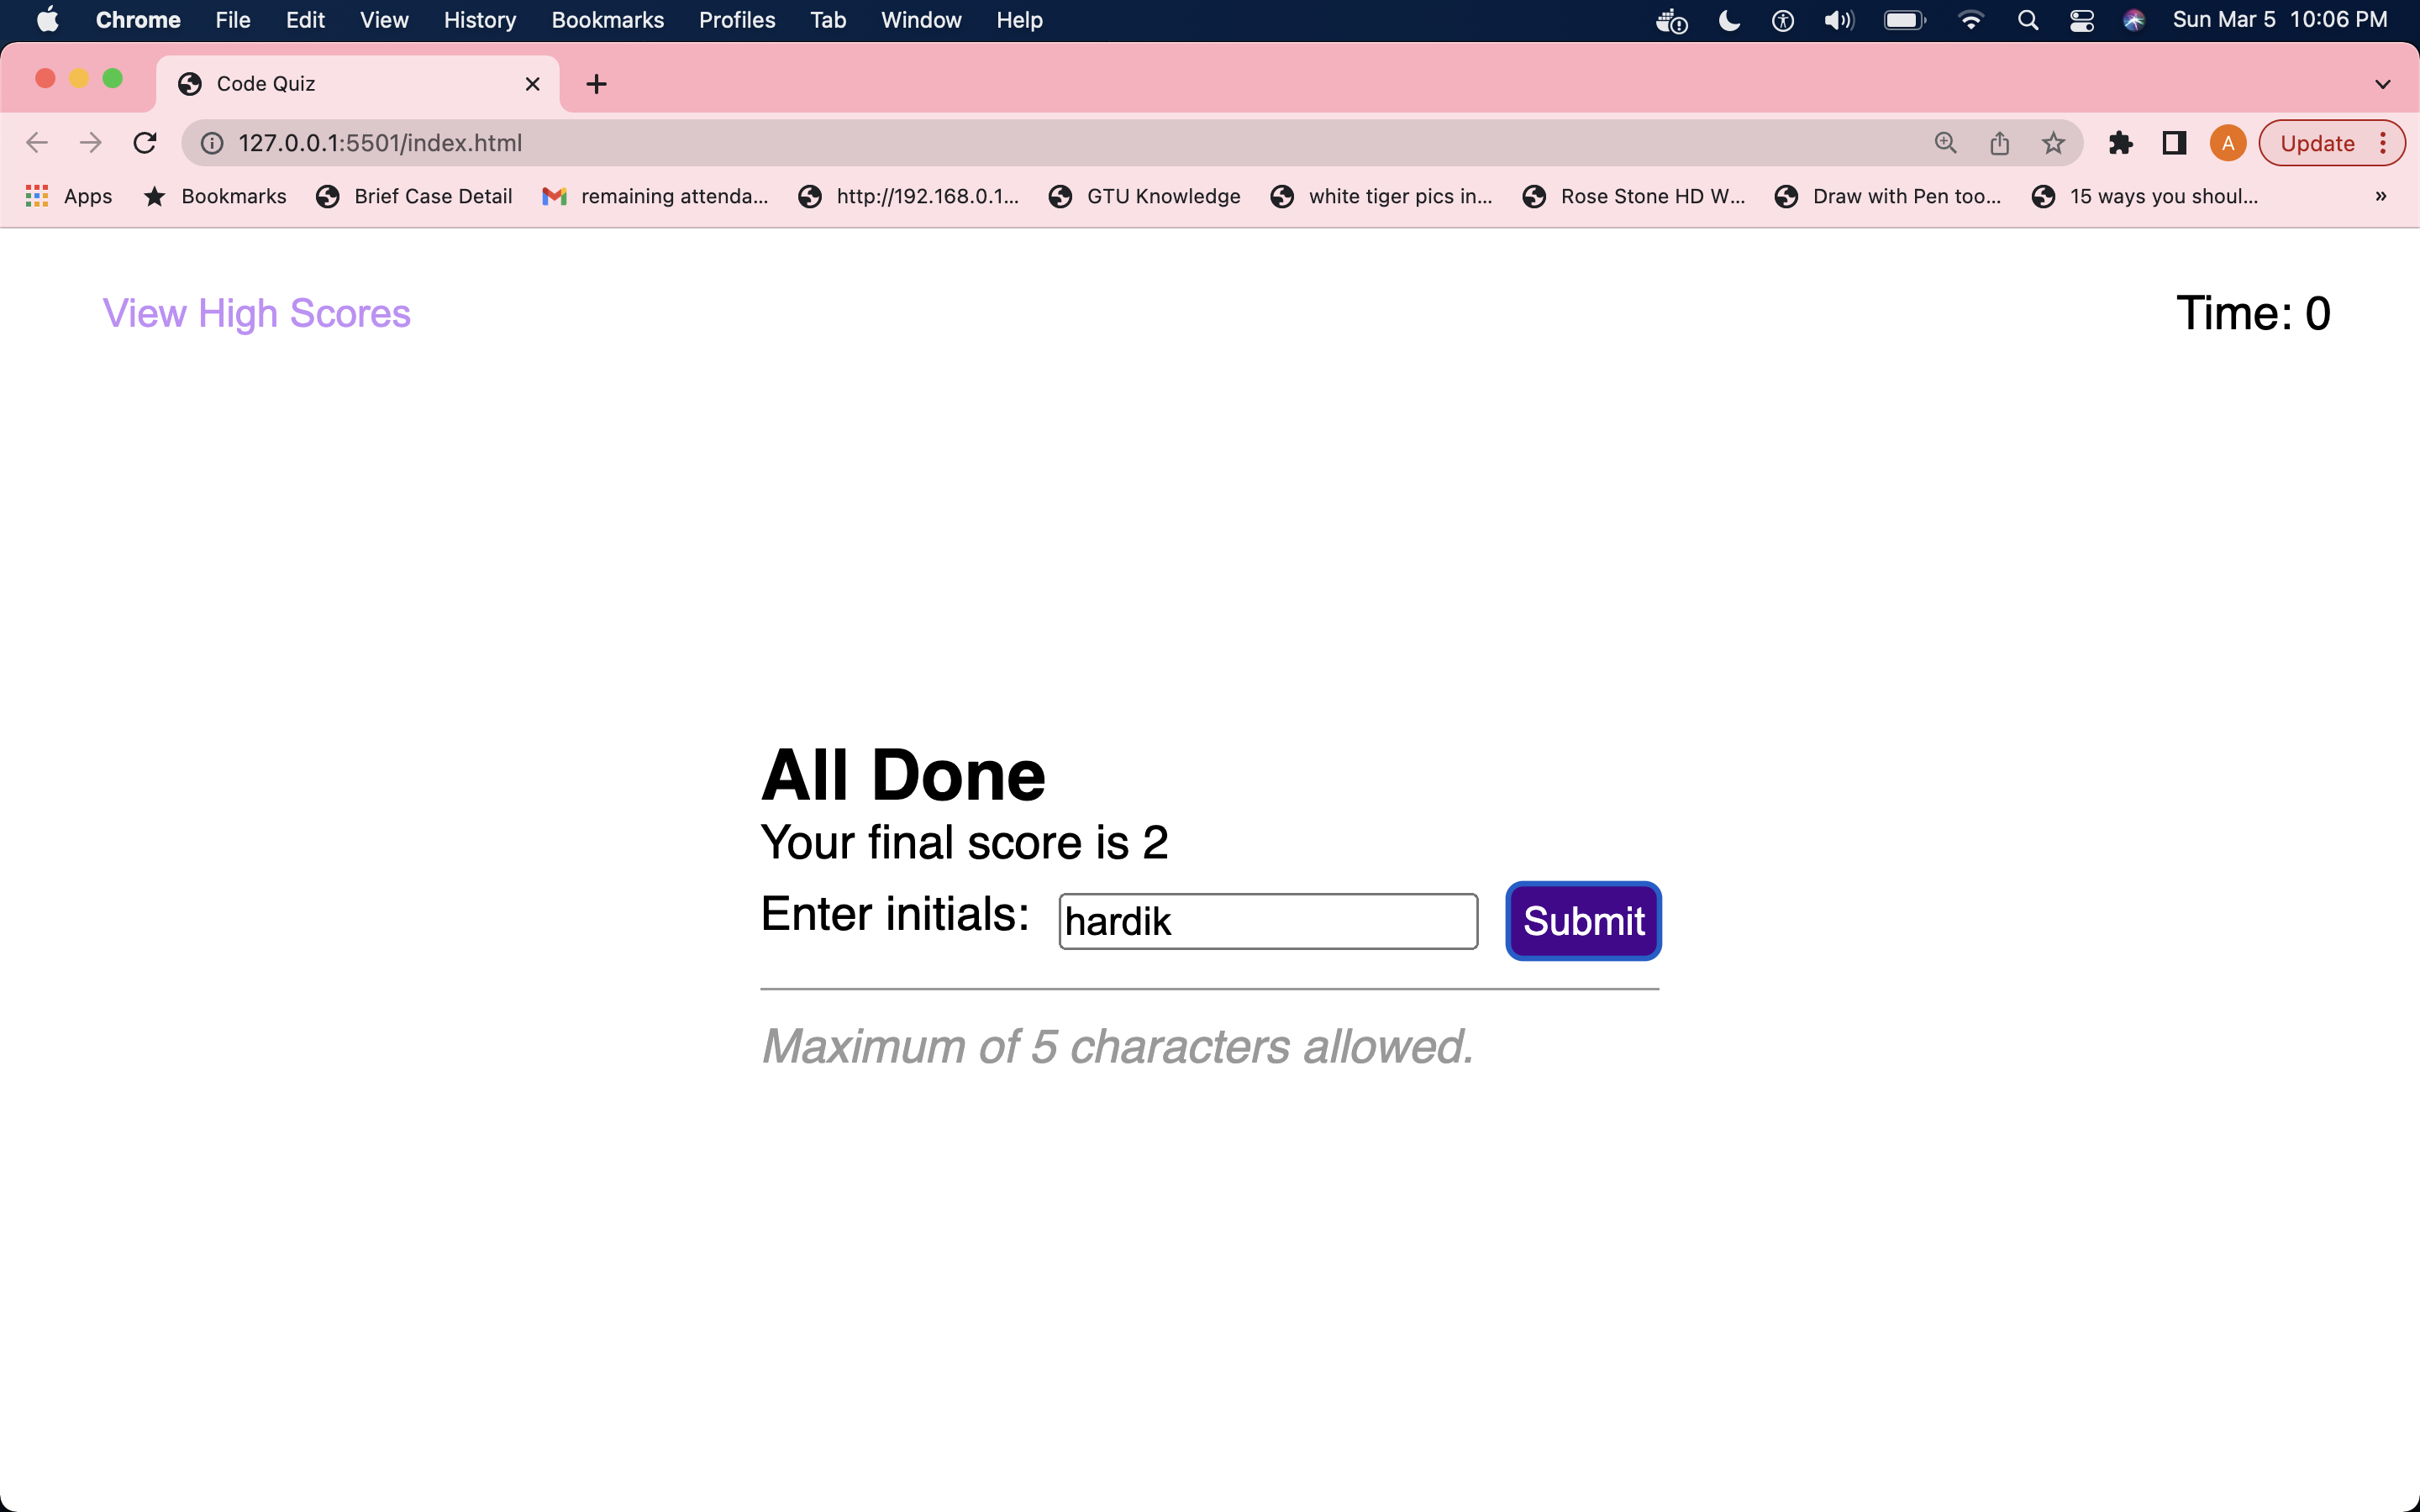 Chrome File Edit View History Bookmarks Profiles Tab Window Help Sun Mar 5 10:06 PM
Code Quiz
127.0.0.1:5501/index.html A Update
Apps Bookmarks Brief Case Detail remaining attenda... http://192.168.0.1... GTU Knowledge white tiger pics in... Rose Stone HD W... Draw with Pen too... 15 ways you shoul... »
View High Scores Time: 0
All Done
Your final score is 2
Enter initials: hardik Submit
Maximum of 5 characters allowed.